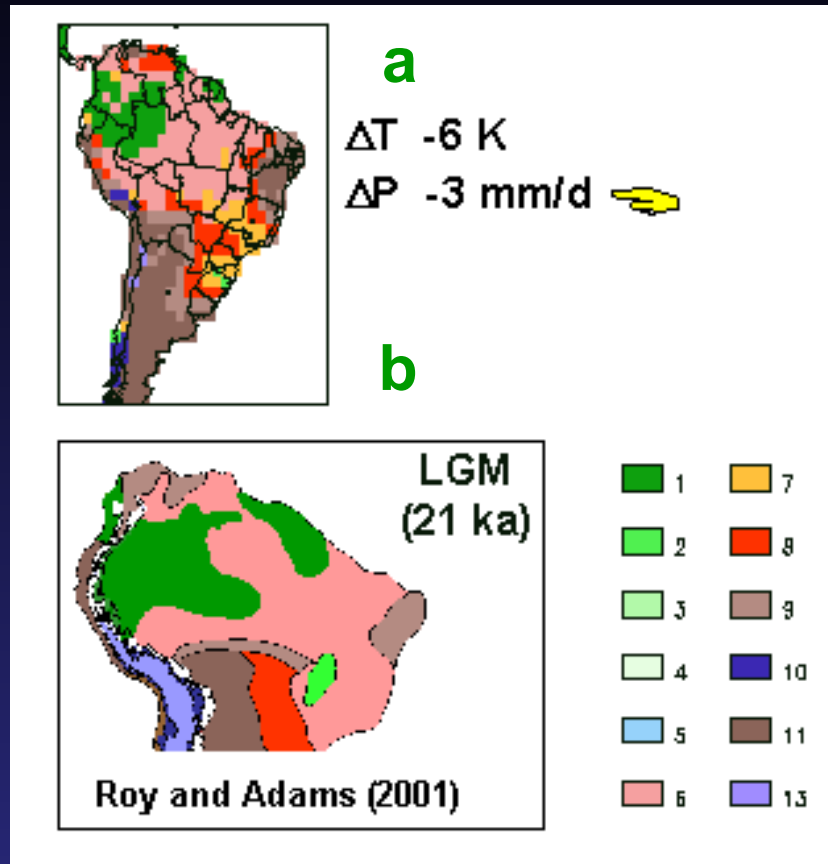 a
ΔT -6 K
ΔP -3 mm/d
b
LGM
(21 ka)
Roy and Adams (2001)
1 7
2 8
3 9
4 10
5 11
6 13